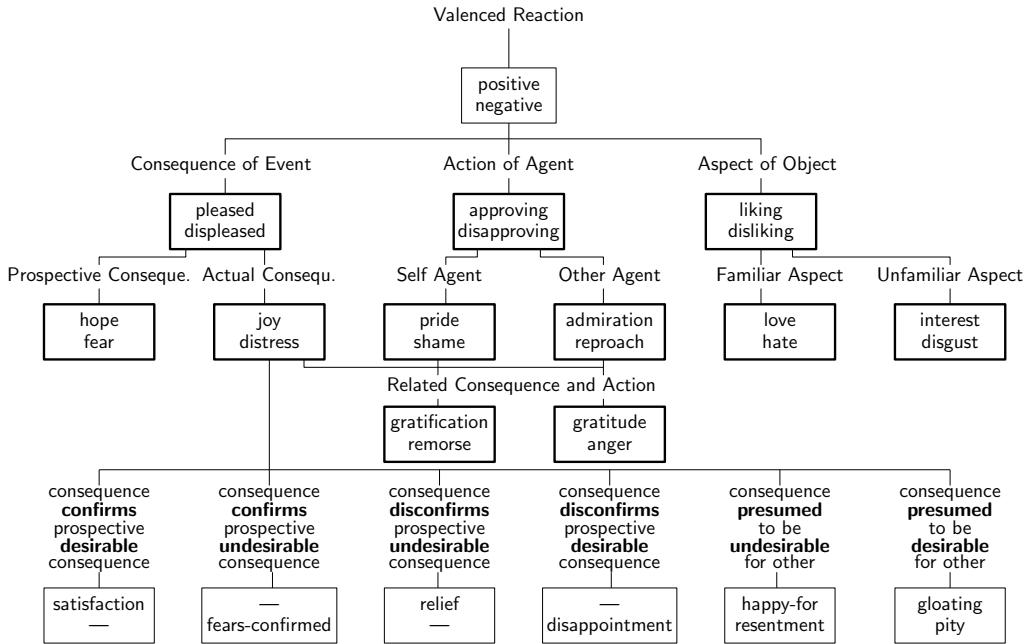 Valenced Reaction
positive
negative
Consequence of Event
Action of Agent
Aspect of Object
pleased
displeased
approving
disapproving
liking
disliking
Prospective Conseque.
Actual Consequ.
Self Agent
Other Agent
Familiar Aspect
Unfamiliar Aspect
hope
fear
joy
distress
pride
shame
admiration
reproach
love
hate
interest
disgust
Related Consequence and Action
gratification
remorse
gratitude
anger
consequence
confirms
prospective
desirable
consequence
consequence
confirms
prospective
undesirable
consequence
consequence
disconfirms
prospective
undesirable
consequence
consequence
disconfirms
prospective
desirable
consequence
consequence
presumed
to be
undesirable
for other
consequence
presumed
to be
desirable
for other
satisfaction
—
—
fears-confirmed
relief
—
—
disappointment
happy-for
resentment
gloating
pity